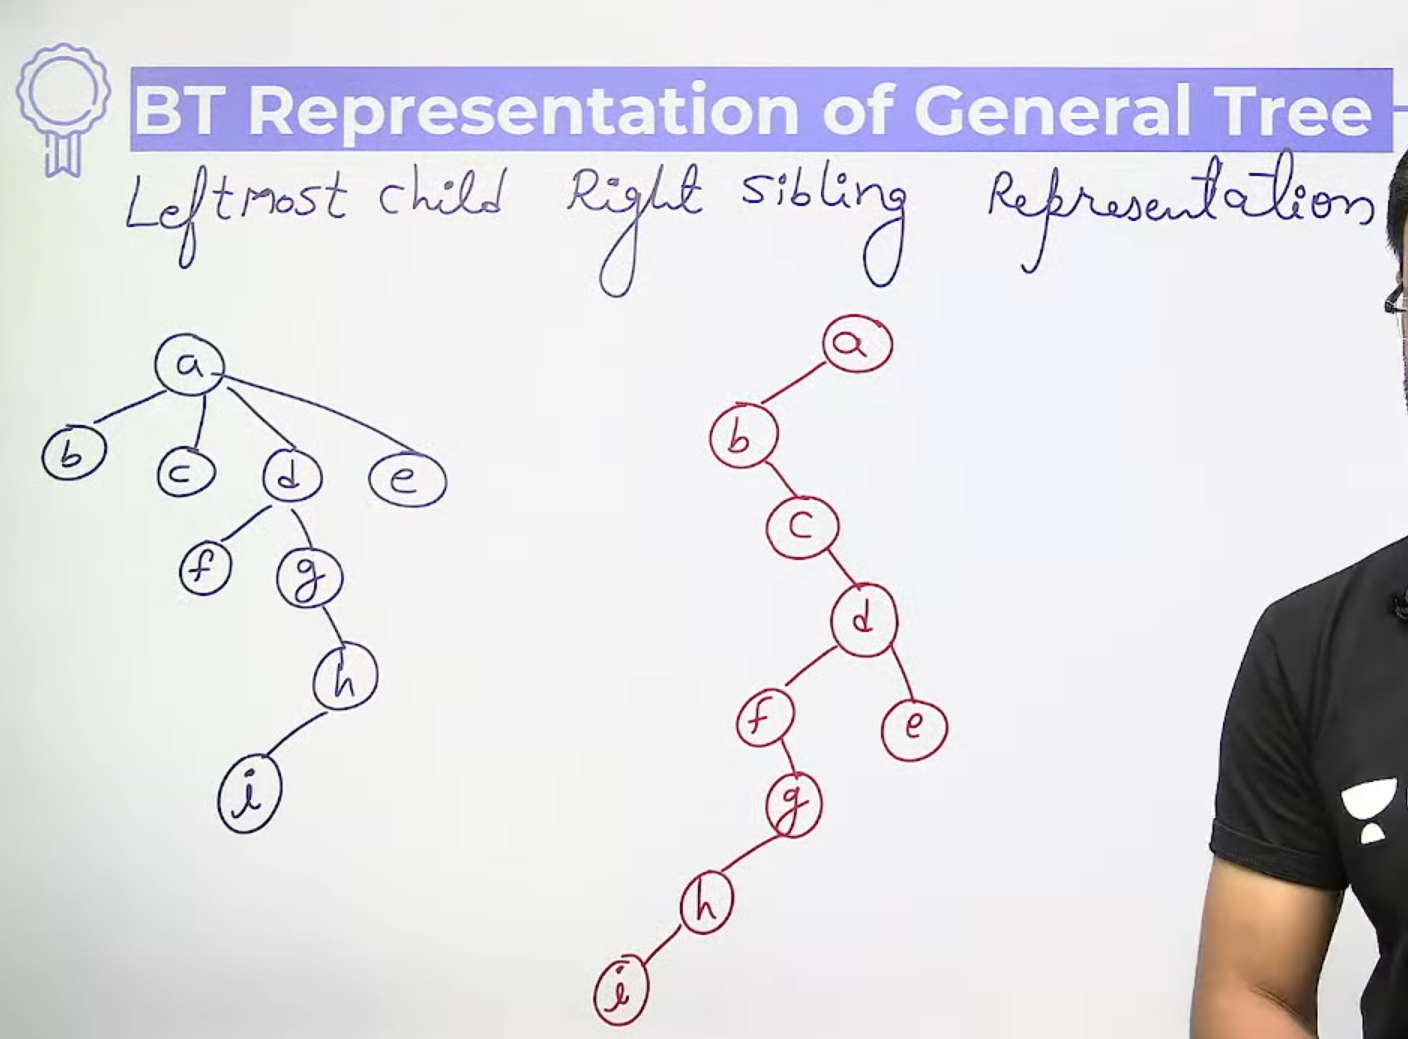 BT Representation of General Tree
Leftmost child Right sibling Representation
a
b c d e
f g
h
i
a
b
c
d
f e
g
h
i